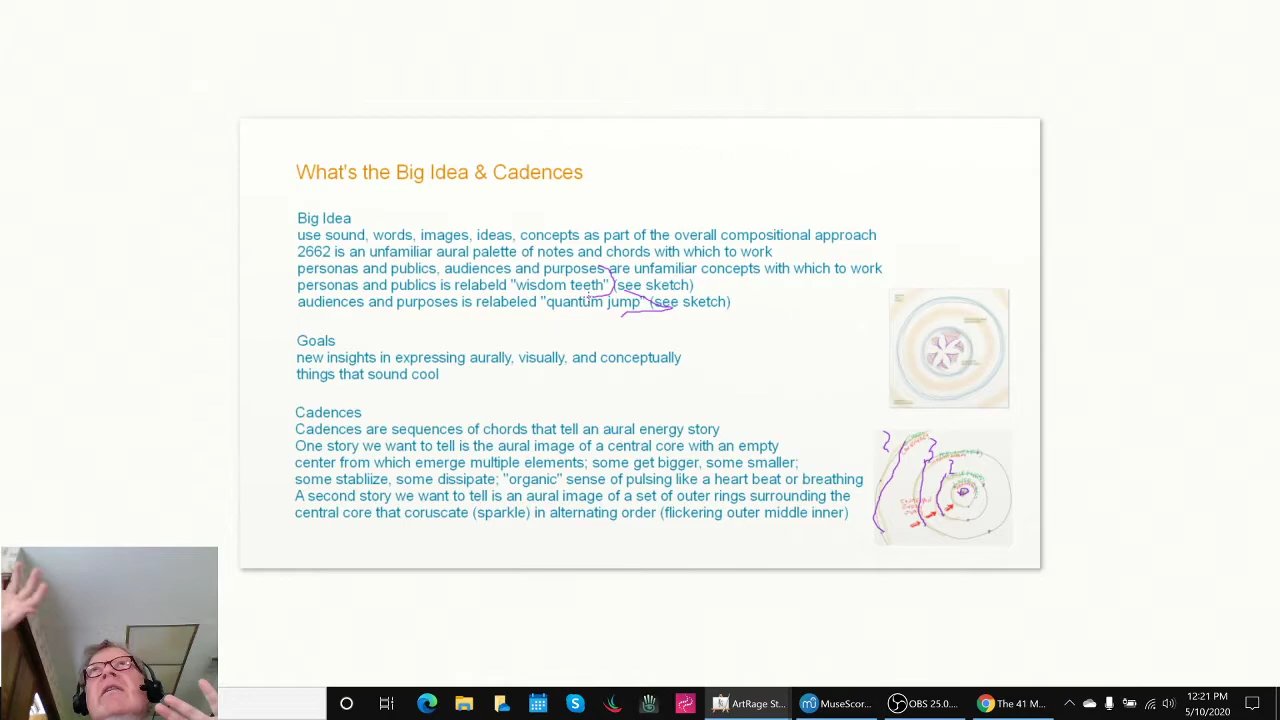 What's the Big Idea & Cadences
Big Idea
use sound, words, images, ideas, concepts as part of the overall compositional approach
2662 is an unfamiliar aural palette of notes and chords with which to work
personas and publics, audiences and purposes are unfamiliar concepts with which to work
personas and publics is relabeld "wisdom teeth" (see sketch)
audiences and purposes is relabeled "quantum jump" (see sketch)
Goals
new insights in expressing aurally, visually, and conceptually
things that sound cool
Cadences
Cadences are sequences of chords that tell an aural energy story
One story we want to tell is the aural image of a central core with an empty
center from which emerge multiple elements; some get bigger, some smaller;
some stabliize, some dissipate; "organic" sense of pulsing like a heart beat or breathing
A second story we want to tell is an aural image of a set of outer rings surrounding the
central core that coruscate (sparkle) in alternating order (flickering outer middle inner)
ArtRage St...
MuseScor...
OBS 25.0....
The 41 M...
12:21 PM
5/10/2020